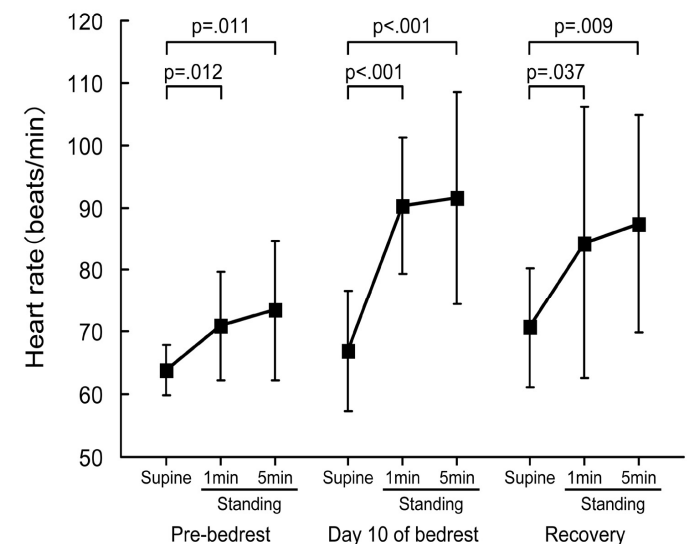 120
110
100
90
80
70
60
50
Heart rate (beats/min)
p=.011
p=.012
p<.001
p<.001
p=.009
p=.037
Supine 1min 5min Supine 1min 5min Supine 1min 5min
Standing Standing Standing
Pre-bedrest Day 10 of bedrest Recovery